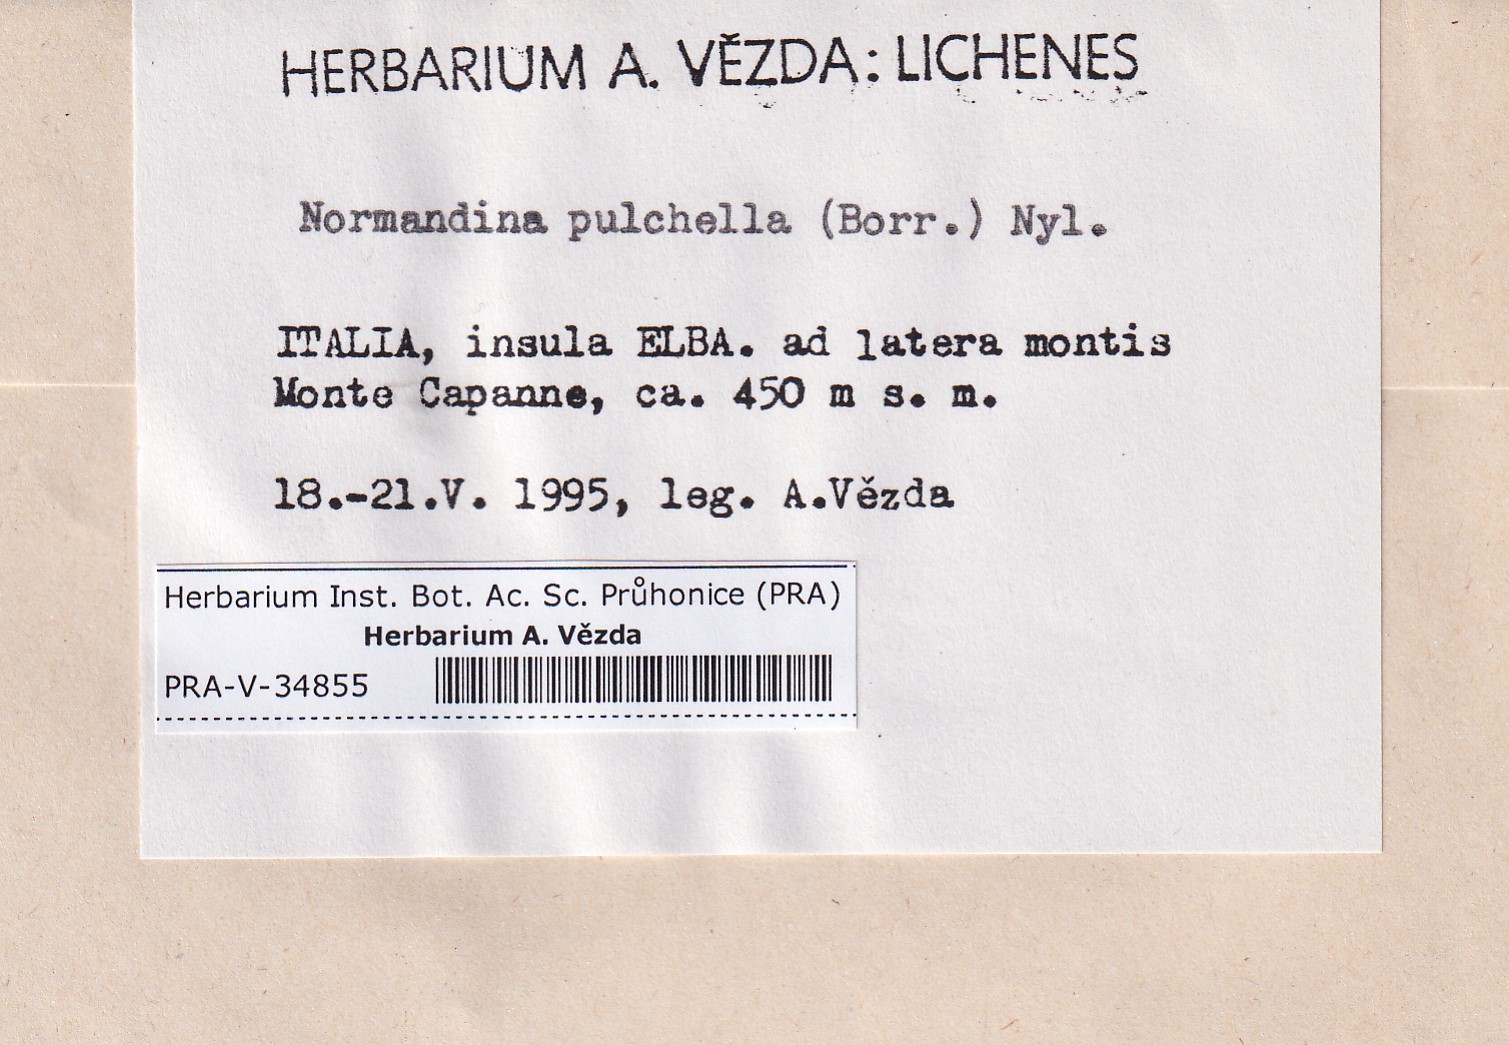 HERBARIUM A. VĚZDA: LICHENES
Normandina pulchella (Borr.) Nyl.
ITALIA, insula ELBA. ad latera montis
Monte Capanne, ca. 450 m s. m.
18.-21.V. 1995, leg. A.Vězda
Herbarium Inst. Bot. Ac. Sc. Průhonice (PRA)
Herbarium A. Vězda
PRA-V-34855